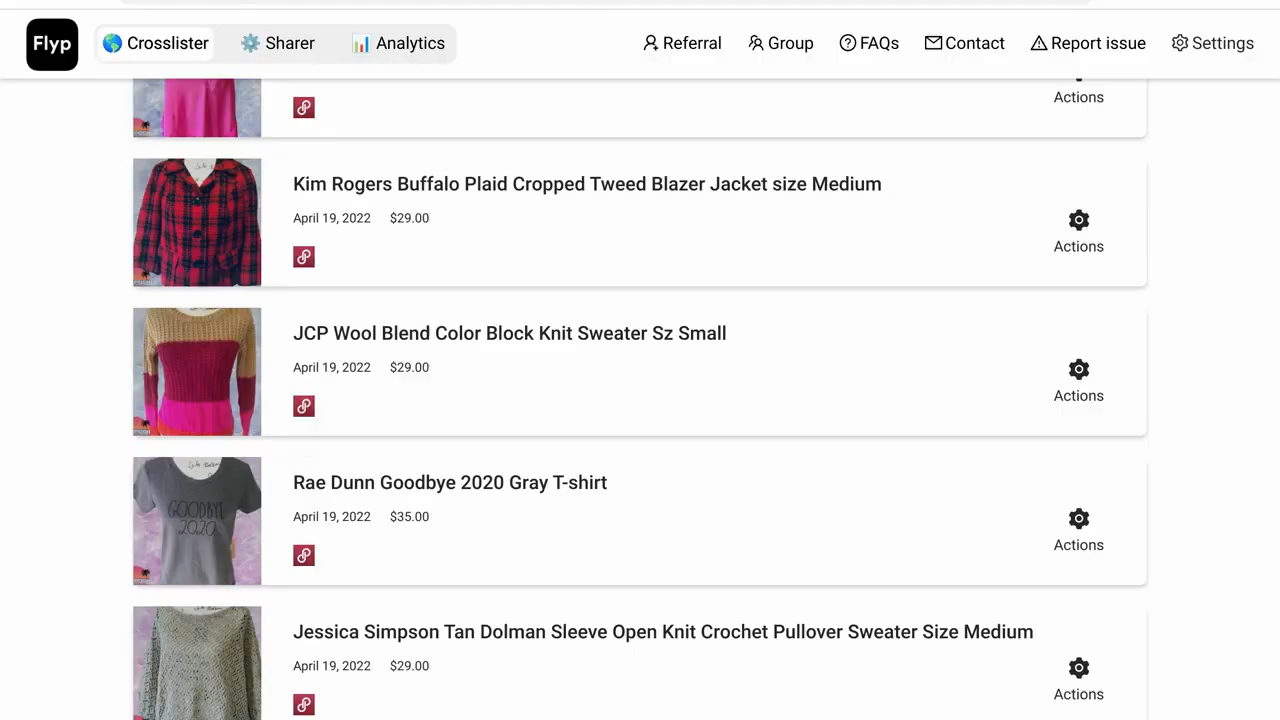 Flyp
Crosslister
Sharer
Analytics
Referral
Group
FAQs
Contact
Report issue
Settings
Actions
Kim Rogers Buffalo Plaid Cropped Tweed Blazer Jacket size Medium
April 19, 2022 $29.00
Actions
JCP Wool Blend Color Block Knit Sweater Sz Small
April 19, 2022 $29.00
Actions
GOODBYE
2020
Rae Dunn Goodbye 2020 Gray T-shirt
April 19, 2022 $35.00
Actions
Jessica Simpson Tan Dolman Sleeve Open Knit Crochet Pullover Sweater Size Medium
April 19, 2022 $29.00
Actions